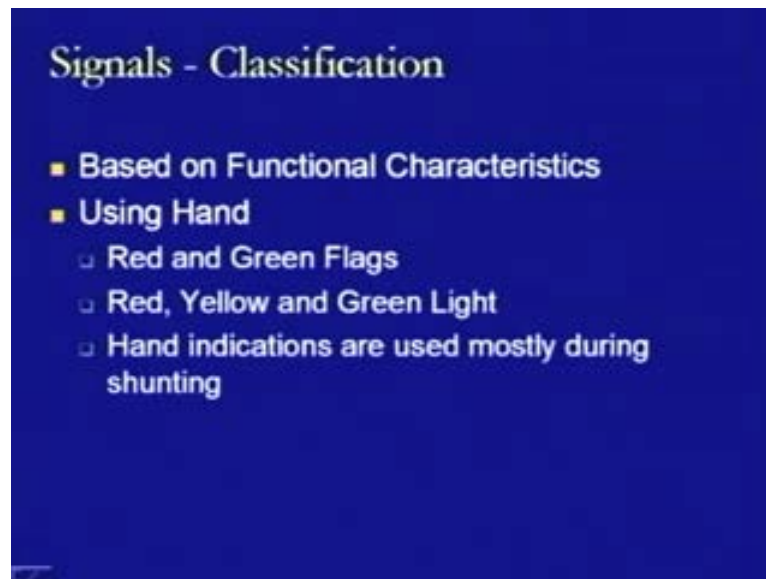 Signals - Classification
Based on Functional Characteristics
Using Hand
Red and Green Flags
Red, Yellow and Green Light
Hand indications are used mostly during
shunting